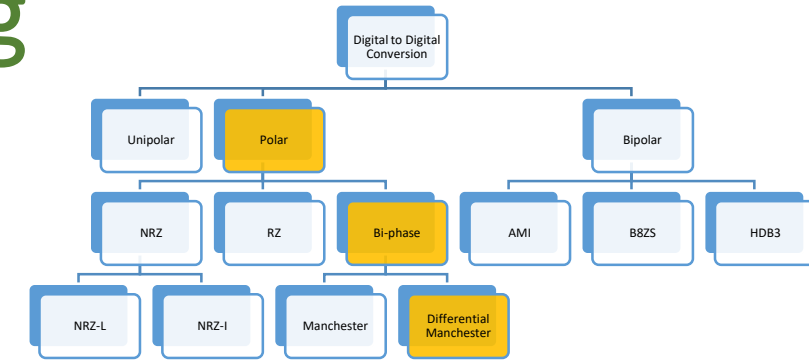 g
Digital to Digital
Conversion
Unipolar
Polar
Bipolar
NRZ
RZ
Bi-phase
AMI
B8ZS
HDB3
NRZ-L
NRZ-I
Manchester
Differential
Manchester